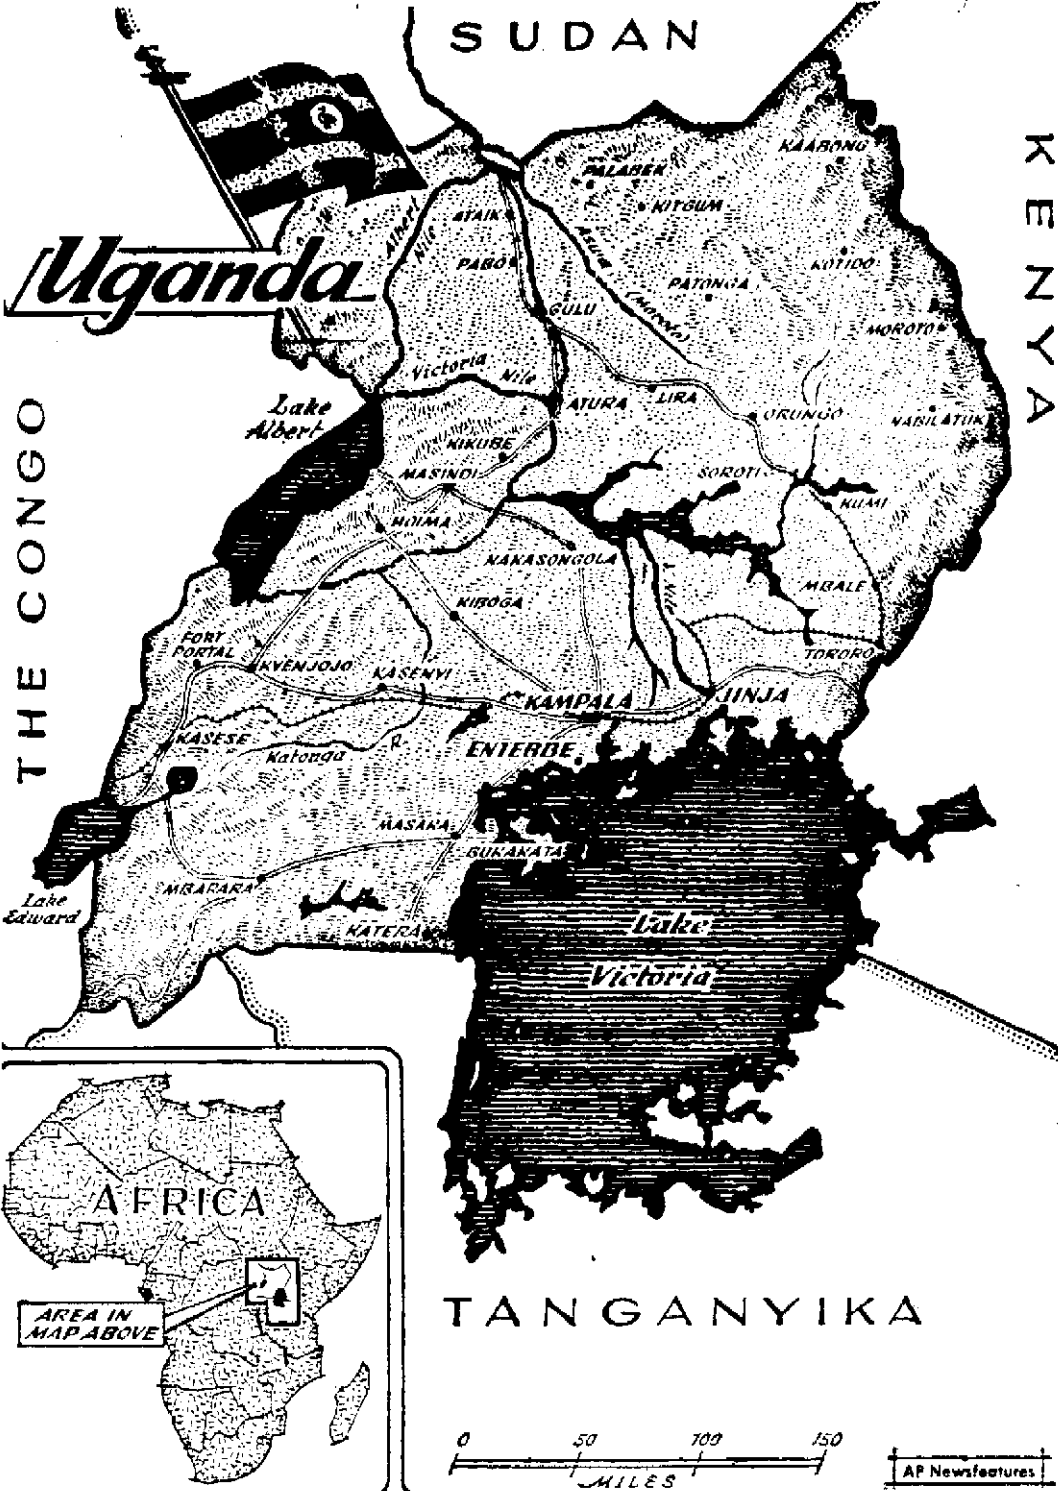 SUDAN
KENYA
THE CONGO
Uganda
KAABONG
PALABEK
KITGUM
ATAIK
Albert
Nile
Aswa
(Moroto)
PABO
KOTIDO
PATONGA
GULU
MOROTO
Victoria
Nile
Lake
Albert
ATURA
LIRA
ORUNGO
NABILATUK
KIKUBE
MASINDI
SOROTI
KUMI
HOIMA
NAKASONGOLA
V. Nile
MBALE
KIBOGA
FORT
PORTAL
TORORO
KYENJOJO
KASENYI
KAMPALA
JINJA
KASESE
Katonga R.
ENTEBBE
MASAKA
BUKAKATA
MBARARA
Lake
Edward
KATERA
Lake
Victoria
AFRICA
AREA IN
MAP ABOVE
TANGANYIKA
0 50 100 150
MILES
AP Newsfeatures